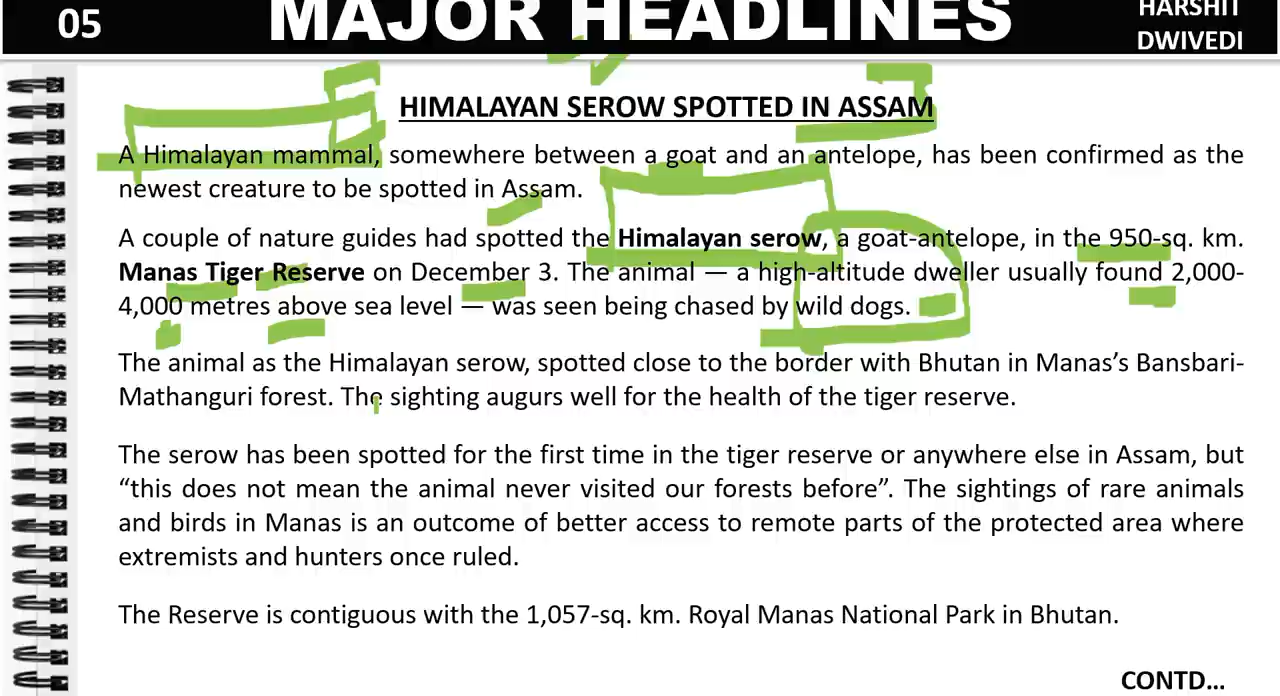 05
MAJOR HEADLINES
HARSHIT
DWIVEDI
HIMALAYAN SEROW SPOTTED IN ASSAM
A Himalayan mammal, somewhere between a goat and an antelope, has been confirmed as the
newest creature to be spotted in Assam.
A couple of nature guides had spotted the Himalayan serow, a goat-antelope, in the 950-sq. km.
Manas Tiger Reserve on December 3. The animal — a high-altitude dweller usually found 2,000-
4,000 metres above sea level — was seen being chased by wild dogs.
The animal as the Himalayan serow, spotted close to the border with Bhutan in Manas’s Bansbari-
Mathanguri forest. The sighting augurs well for the health of the tiger reserve.
The serow has been spotted for the first time in the tiger reserve or anywhere else in Assam, but
“this does not mean the animal never visited our forests before”. The sightings of rare animals
and birds in Manas is an outcome of better access to remote parts of the protected area where
extremists and hunters once ruled.
The Reserve is contiguous with the 1,057-sq. km. Royal Manas National Park in Bhutan.
CONTD...